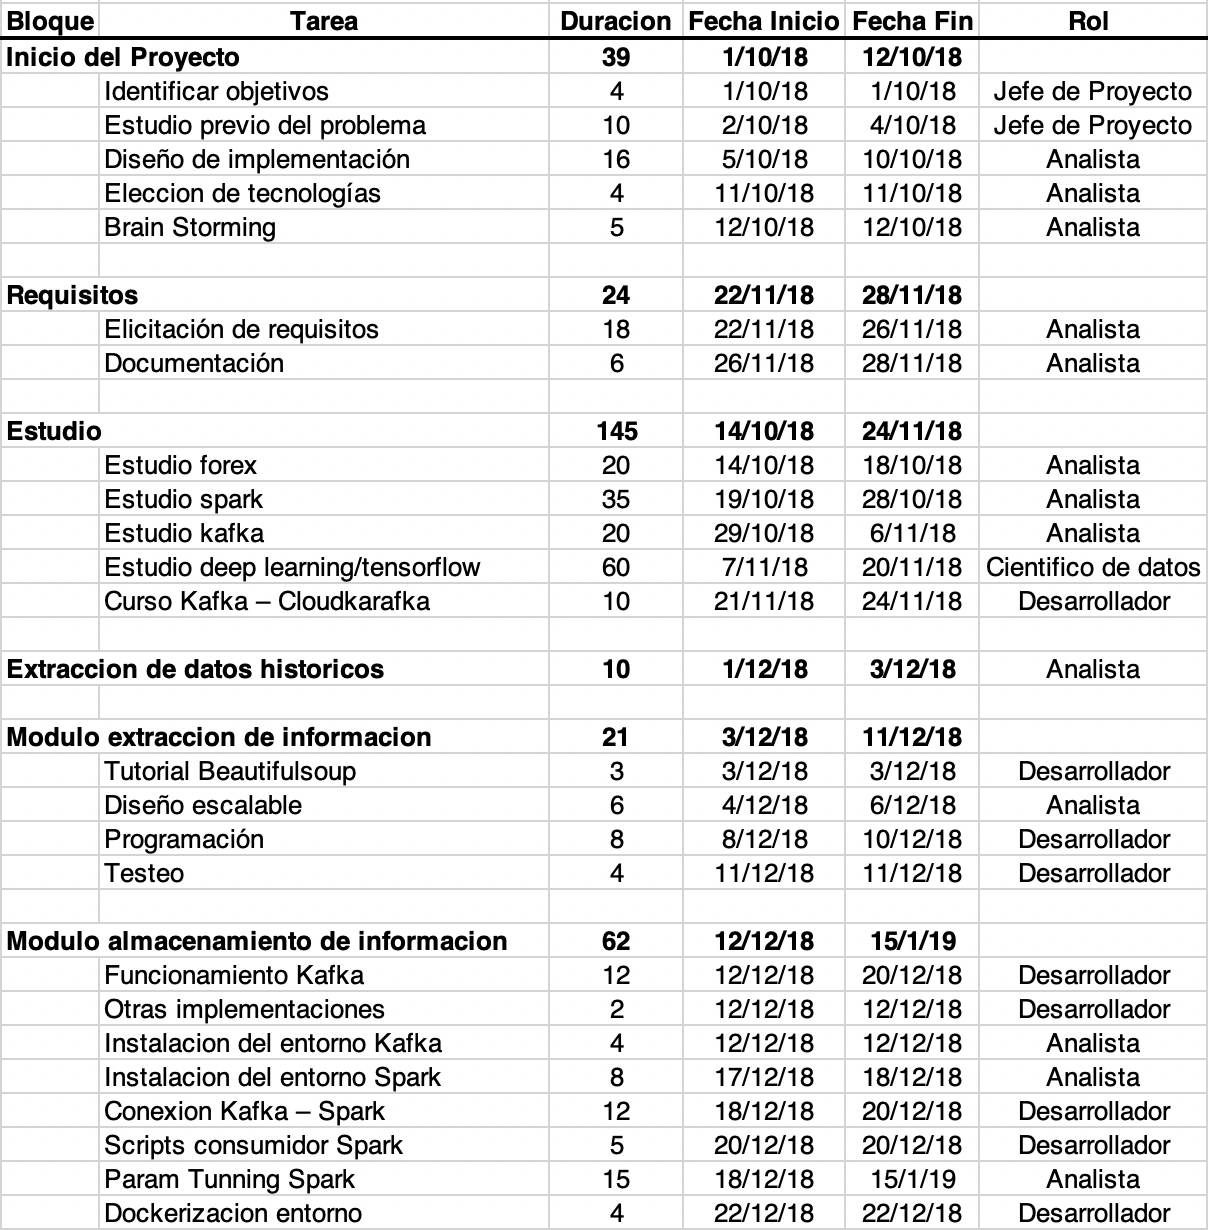 Bloque Tarea Duracion Fecha Inicio Fecha Fin Rol
Inicio del Proyecto 39 1/10/18 12/10/18
Identificar objetivos 4 1/10/18 1/10/18 Jefe de Proyecto
Estudio previo del problema 10 2/10/18 4/10/18 Jefe de Proyecto
Diseño de implementación 16 5/10/18 10/10/18 Analista
Eleccion de tecnologías 4 11/10/18 11/10/18 Analista
Brain Storming 5 12/10/18 12/10/18 Analista
Requisitos 24 22/11/18 28/11/18
Elicitación de requisitos 18 22/11/18 26/11/18 Analista
Documentación 6 26/11/18 28/11/18 Analista
Estudio 145 14/10/18 24/11/18
Estudio forex 20 14/10/18 18/10/18 Analista
Estudio spark 35 19/10/18 28/10/18 Analista
Estudio kafka 20 29/10/18 6/11/18 Analista
Estudio deep learning/tensorflow 60 7/11/18 20/11/18 Cientifico de datos
Curso Kafka – Cloudkarafka 10 21/11/18 24/11/18 Desarrollador
Extraccion de datos historicos 10 1/12/18 3/12/18 Analista
Modulo extraccion de informacion 21 3/12/18 11/12/18
Tutorial Beautifulsoup 3 3/12/18 3/12/18 Desarrollador
Diseño escalable 6 4/12/18 6/12/18 Analista
Programación 8 8/12/18 10/12/18 Desarrollador
Testeo 4 11/12/18 11/12/18 Desarrollador
Modulo almacenamiento de informacion 62 12/12/18 15/1/19
Funcionamiento Kafka 12 12/12/18 20/12/18 Desarrollador
Otras implementaciones 2 12/12/18 12/12/18 Desarrollador
Instalacion del entorno Kafka 4 12/12/18 12/12/18 Analista
Instalacion del entorno Spark 8 17/12/18 18/12/18 Analista
Conexion Kafka – Spark 12 18/12/18 20/12/18 Desarrollador
Scripts consumidor Spark 5 20/12/18 20/12/18 Desarrollador
Param Tunning Spark 15 18/12/18 15/1/19 Analista
Dockerizacion entorno 4 22/12/18 22/12/18 Desarrollador